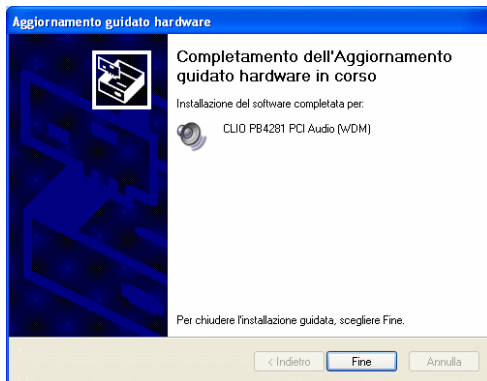 Aggiornamento guidato hardware
Completamento dell'Aggiornamento
guidato hardware in corso
Installazione del software completata per:
CLIO PB4281 PCI Audio (WDM)
Per chiudere l'installazione guidata, scegliere Fine.
< Indietro Fine Annulla